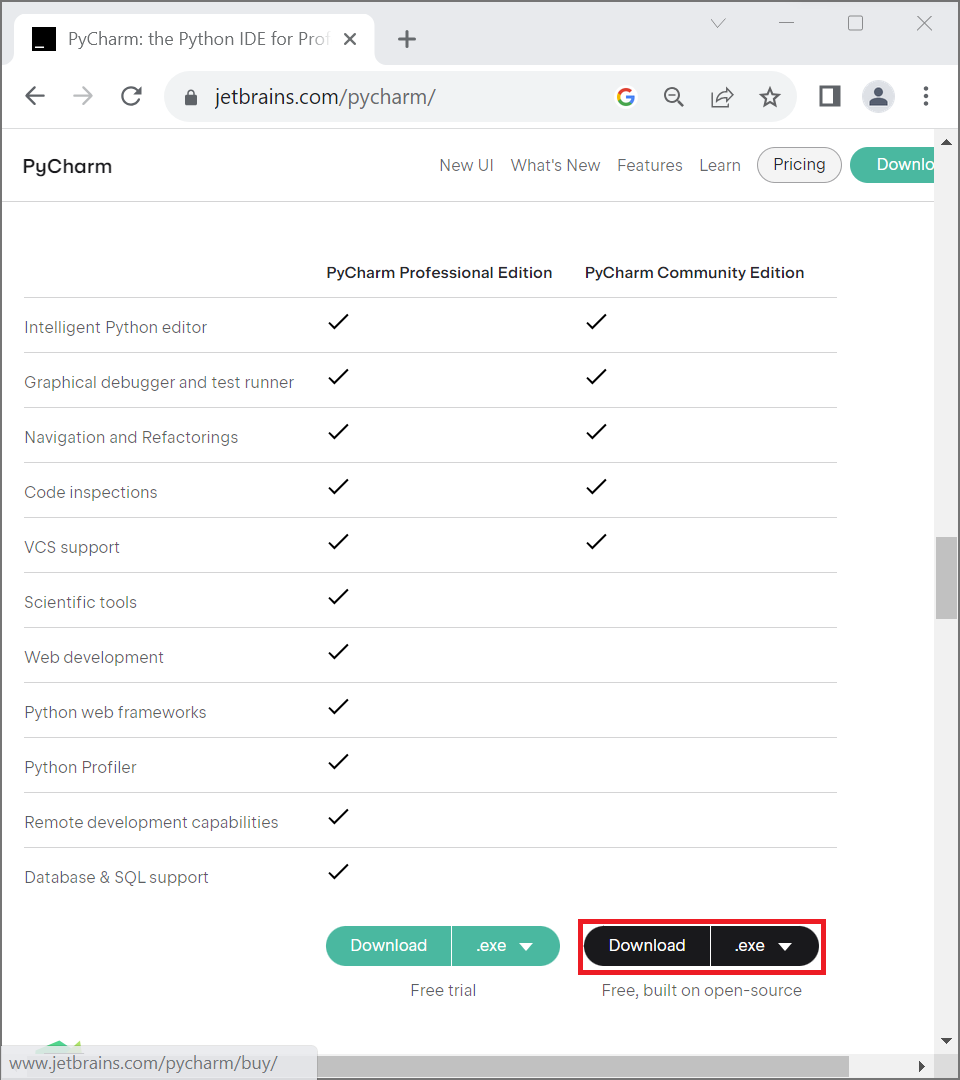 PyCharm: the Python IDE for Prof
jetbrains.com/pycharm/
PyCharm New UI What's New Features Learn Pricing Downlo
PyCharm Professional Edition PyCharm Community Edition
Intelligent Python editor
Graphical debugger and test runner
Navigation and Refactorings
Code inspections
VCS support
Scientific tools
Web development
Python web frameworks
Python Profiler
Remote development capabilities
Database & SQL support
Download .exe Download .exe
Free trial Free, built on open-source
www.jetbrains.com/pycharm/buy/